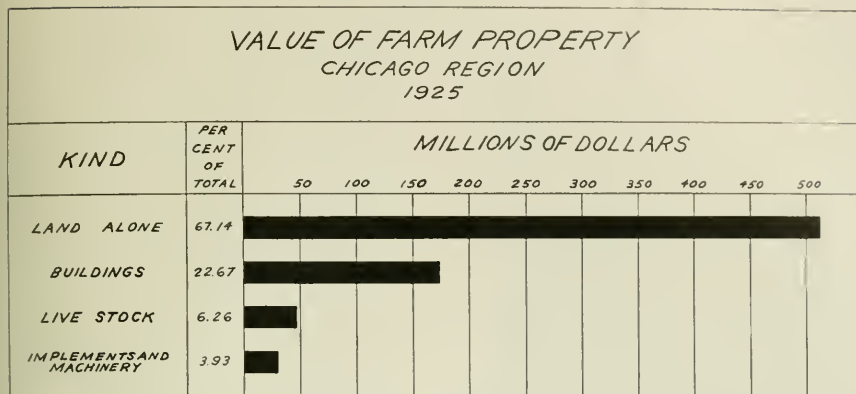 VALUE OF FARM PROPERTY
CHICAGO REGION
1925
KIND
PER
CENT
OF
TOTAL
MILLIONS OF DOLLARS
50 100 150 200 250 300 350 400 450 500
LAND ALONE 67.14
BUILDINGS 22.67
LIVE STOCK 6.26
IMPLEMENTS AND
MACHINERY 3.93